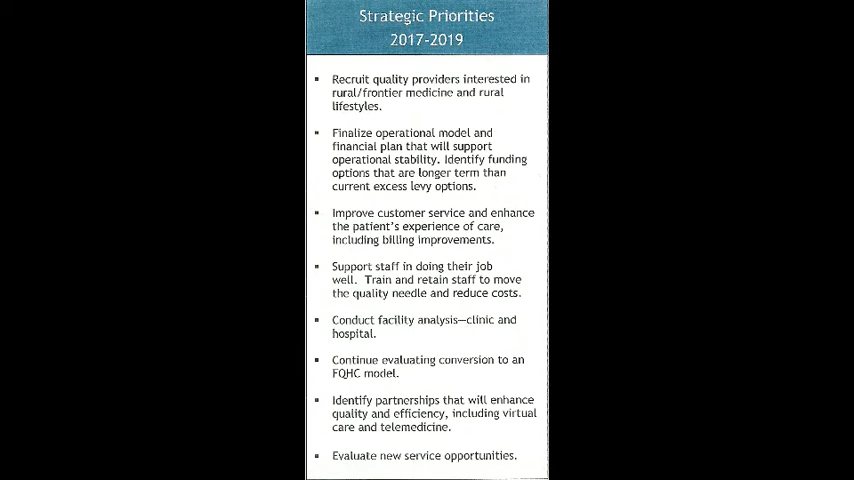 Strategic Priorities
2017-2019
▪ Recruit quality providers interested in
rural/frontier medicine and rural
lifestyles.
▪ Finalize operational model and
financial plan that will support
operational stability. Identify funding
options that are longer term than
current excess levy options.
▪ Improve customer service and enhance
the patient's experience of care,
including billing improvements.
▪ Support staff in doing their job
well. Train and retain staff to move
the quality needle and reduce costs.
▪ Conduct facility analysis—clinic and
hospital.
▪ Continue evaluating conversion to an
FQHC model.
▪ Identify partnerships that will enhance
quality and efficiency, including virtual
care and telemedicine.
▪ Evaluate new service opportunities.